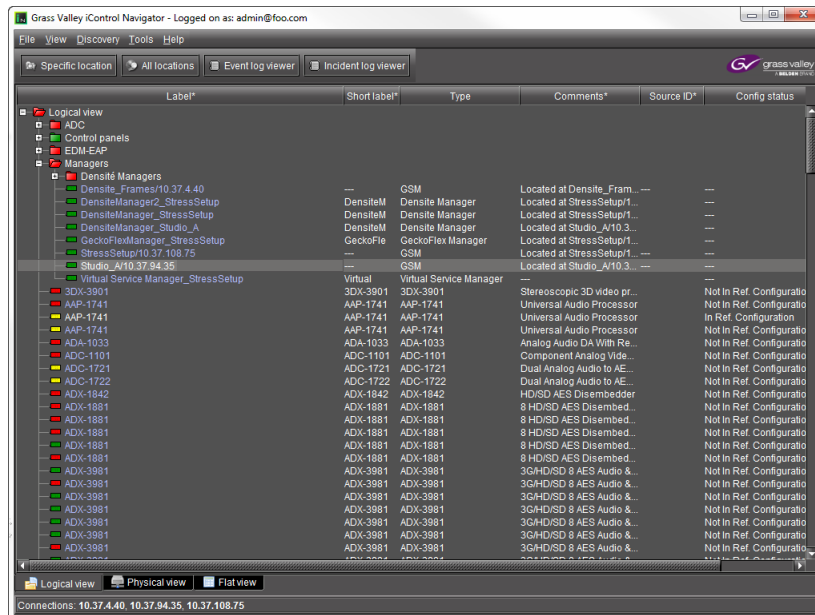 Grass Valley iControl Navigator - Logged on as: admin@foo.com
File View Discovery Tools Help
Specific location All locations Event log viewer Incident log viewer
GV grass valley
A BELDEN BRAND
Label* Short label* Type Comments* Source ID* Config status
Logical view
ADC
Control panels
EDM-EAP
Managers
Densité Managers
Densite_Frames/10.37.4.40 --- GSM Located at Densite_Fram... --- ---
DensiteManager2_StressSetup DensiteM Densite Manager Located at StressSetup/1... ---
DensiteManager_StressSetup DensiteM Densite Manager Located at StressSetup/1... ---
DensiteManager_Studio_A DensiteM Densite Manager Located at Studio_A/10.3... ---
GeckoFlexManager_StressSetup GeckoFle GeckoFlex Manager Located at StressSetup/1... ---
StressSetup/10.37.108.75 --- GSM Located at StressSetup/1... --- ---
Studio_A/10.37.94.35 --- GSM Located at Studio_A/10.3... --- ---
Virtual Service Manager_StressSetup Virtual Virtual Service Manager --- ---
3DX-3901 3DX-3901 3DX-3901 Stereoscopic 3D video pr... Not In Ref. Configuratio
AAP-1741 AAP-1741 AAP-1741 Universal Audio Processor Not In Ref. Configuratio
AAP-1741 AAP-1741 AAP-1741 Universal Audio Processor In Ref. Configuration
AAP-1741 AAP-1741 AAP-1741 Universal Audio Processor Not In Ref. Configuratio
ADA-1033 ADA-1033 ADA-1033 Analog Audio DA With Re... Not In Ref. Configuratio
ADC-1101 ADC-1101 ADC-1101 Component Analog Vide... Not In Ref. Configuratio
ADC-1721 ADC-1721 ADC-1721 Dual Analog Audio to AE... Not In Ref. Configuratio
ADC-1722 ADC-1722 ADC-1722 Dual Analog Audio to AE... Not In Ref. Configuratio
ADX-1842 ADX-1842 ADX-1842 HD/SD AES Disembedder Not In Ref. Configuratio
ADX-1881 ADX-1881 ADX-1881 8 HD/SD AES Disembed... Not In Ref. Configuratio
ADX-1881 ADX-1881 ADX-1881 8 HD/SD AES Disembed... Not In Ref. Configuratio
ADX-1881 ADX-1881 ADX-1881 8 HD/SD AES Disembed... Not In Ref. Configuratio
ADX-1881 ADX-1881 ADX-1881 8 HD/SD AES Disembed... Not In Ref. Configuratio
ADX-1881 ADX-1881 ADX-1881 8 HD/SD AES Disembed... Not In Ref. Configuratio
ADX-3981 ADX-3981 ADX-3981 3G/HD/SD 8 AES Audio &... Not In Ref. Configuratio
ADX-3981 ADX-3981 ADX-3981 3G/HD/SD 8 AES Audio &... Not In Ref. Configuratio
ADX-3981 ADX-3981 ADX-3981 3G/HD/SD 8 AES Audio &... Not In Ref. Configuratio
ADX-3981 ADX-3981 ADX-3981 3G/HD/SD 8 AES Audio &... Not In Ref. Configuratio
ADX-3981 ADX-3981 ADX-3981 3G/HD/SD 8 AES Audio &... Not In Ref. Configuratio
ADX-3981 ADX-3981 ADX-3981 3G/HD/SD 8 AES Audio &... Not In Ref. Configuratio
ADX-3981 ADX-3981 ADX-3981 3G/HD/SD 8 AES Audio &... Not In Ref. Configuratio
Logical view Physical view Flat view
Connections: 10.37.4.40, 10.37.94.35, 10.37.108.75